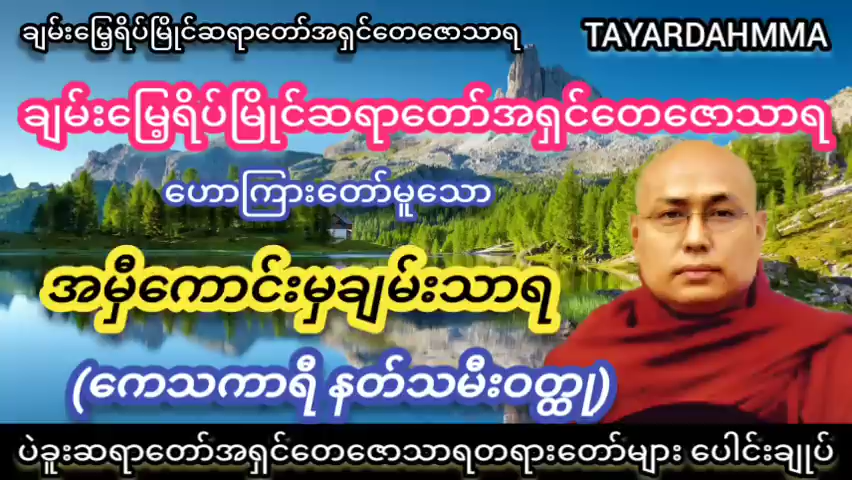 ချမ်းမြေ့ရိပ်မြိုင်ဆရာတော်အရှင်တေဇောသာရ
TAYARDAHMMA
ချမ်းမြေ့ရိပ်မြိုင်ဆရာတော်အရှင်တေဇောသာရ
ဟောကြားတော်မူသော
အမှီကောင်းမှချမ်းသာရ
(ကေသကာရီ နတ်သမီးဝတ္ထု)
ပဲခူးဆရာတော်အရှင်တေဇောသာရတရားတော်များ ပေါင်းချုပ်